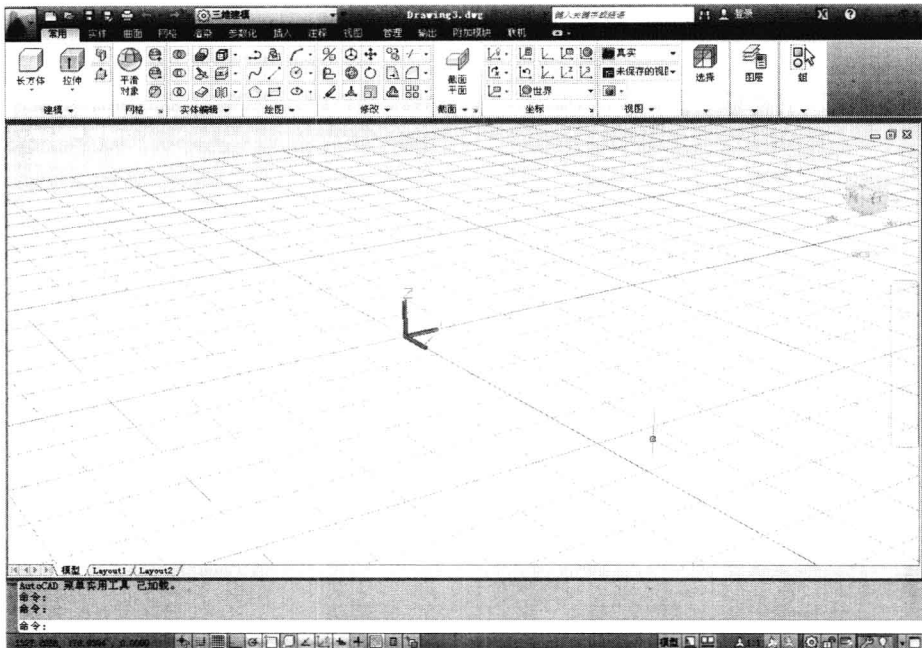 三维建模 Drawing3.dwg 键入关键字或短语 登录
常用 实体 曲面 网格 渲染 参数化 插入 注释 视图 管理 输出 附加模块 联机
长方体 拉伸 平滑对象 截面平面 真实 未保存的视图 世界 选择 图层 组
建模 网格 实体编辑 绘图 修改 截面 坐标 视图
Z
模型 Layout1 Layout2
AutoCAD 菜单实用工具 已加载。
命令:
命令:
命令:
模型 1:1